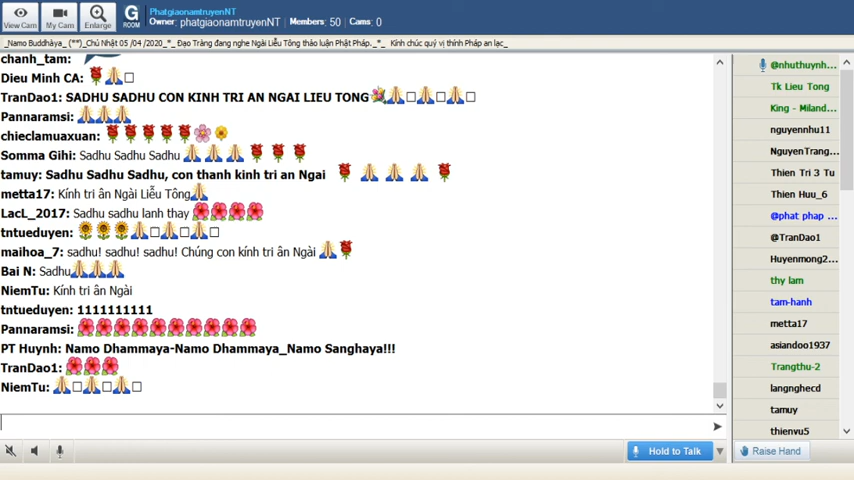 PhatgiaonamtruyenNT
Owner: phatgiaonamtruyenNT Members: 50 Cams: 0
View Cam My Cam Enlarge G ROOM
_Namo Buddhàya_ (**)_Chủ Nhật 05 /04 /2020_*_ Đạo Tràng đang nghe Ngài Liễu Tông thảo luận Phật Pháp._*_ Kính chúc quý vị thính Pháp an lạc_
chanh_tam:
Dieu Minh CA: 🌹🙏□
TranDao1: SADHU SADHU CON KINH TRI AN NGAI LIEU TONG💐🙏□🙏□🙏□
Pannaramsi: 🙏🙏🙏
chieclamuaxuan: 🌹🌹🌹🌹🌹🌸🌼
Somma Gihi: Sadhu Sadhu Sadhu 🙏🙏🙏🌹🌹🌹
tamuy: Sadhu Sadhu Sadhu, con thanh kinh tri an Ngai 🌹🙏🙏🙏🌹
metta17: Kính tri ân Ngài Liễu Tông🙏
LacL_2017: Sadhu sadhu lanh thay 🌺🌺🌺🌺
tntueduyen: 🌻🌻🌻🙏□🙏□🙏□
maihoa_7: sadhu! sadhu! sadhu! Chúng con kính tri ân Ngài 🙏🌹
Bai N: Sadhu🙏🙏🙏
NiemTu: Kính tri ân Ngài
tntueduyen: 1111111111
Pannaramsi: 🌺🌺🌺🌺🌺🌺🌺🌺🌺
PT Huynh: Namo Dhammaya-Namo Dhammaya_Namo Sanghaya!!!
TranDao1: 🌺🌺🌺
NiemTu: 🙏□🙏□🙏□
@nhuthuynh...
Tk Lieu Tong
King - Miland...
nguyennhu11
NguyenTrang...
Thien Tri 3 Tu
Thien Huu_6
@phat phap ...
@TranDao1
Huyenmong2...
thy lam
tam-hanh
metta17
asiandoo1937
Trangthu-2
langnghecd
tamuy
thienvu5
Hold to Talk
Raise Hand